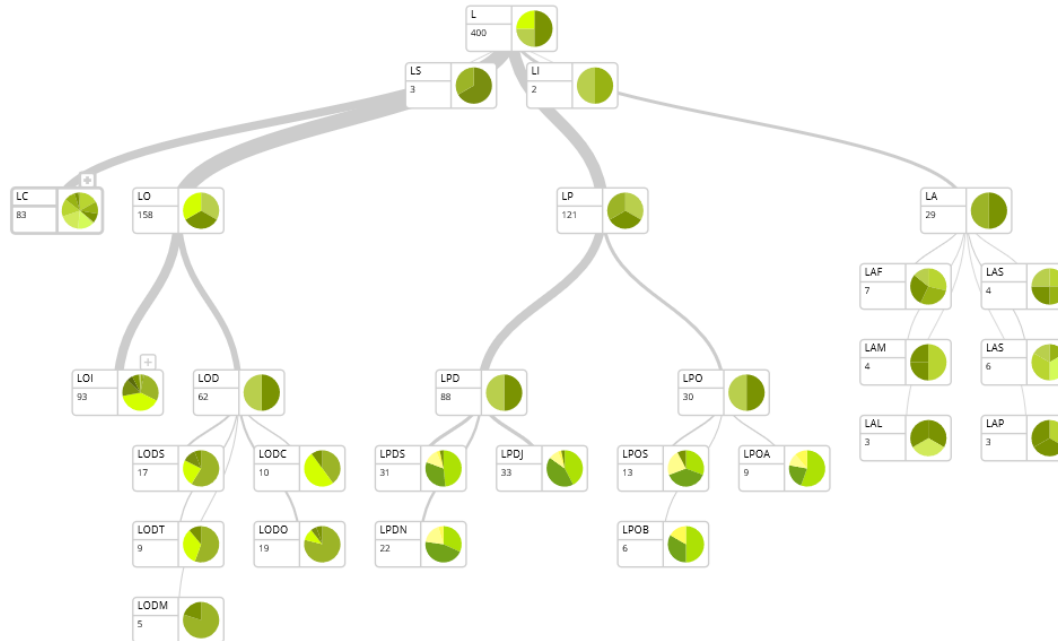 L
400
LS
3
LI
2
LC
83
LO
158
LP
121
LA
29
LAF
7
LAS
4
LAM
4
LAS
6
LOI
93
LOD
62
LPD
88
LPO
30
LAL
3
LAP
3
LODS
17
LODC
10
LPDS
31
LPDJ
33
LPOS
13
LPOA
9
LODT
9
LODO
19
LPDN
22
LPOB
6
LODM
5